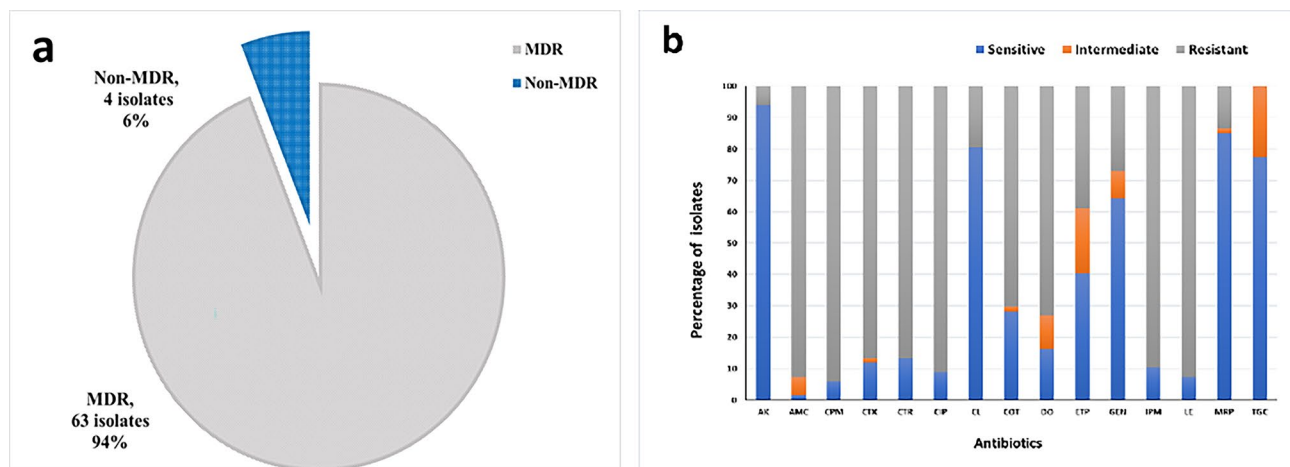 a
MDR
Non-MDR
Non-MDR,
4 isolates
6%
MDR,
63 isolates
94%
b
Sensitive Intermediate Resistant
Percentage of isolates
100
90
80
70
60
50
40
30
20
10
0
AK AMC CPM CTX CTR CIP CL COT DO ETP GEN IPM LE MRP TGC
Antibiotics